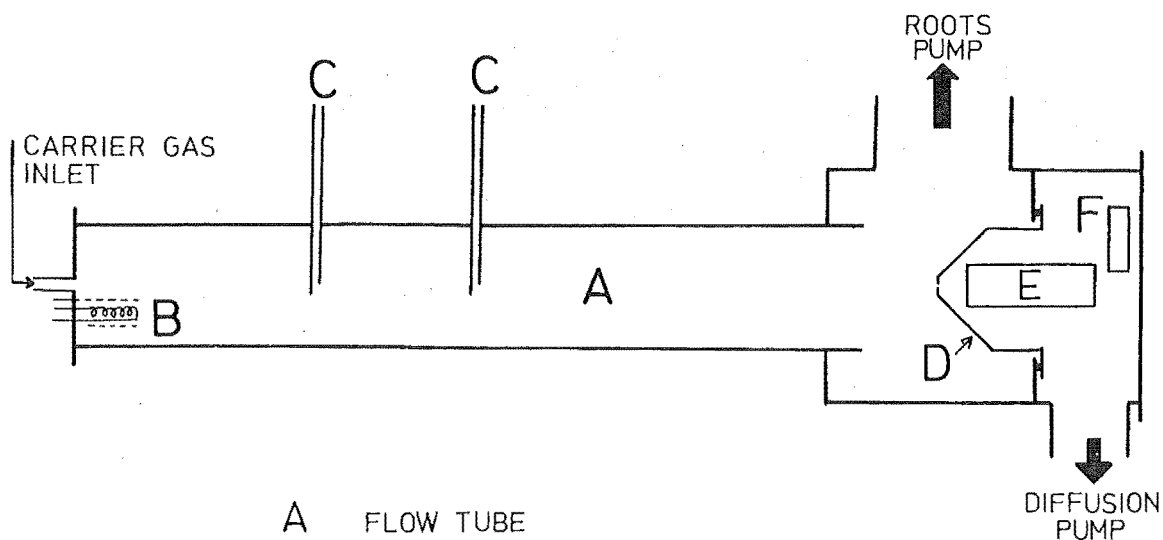 ROOTS
PUMP
C
C
CARRIER GAS
INLET
F
A
E
B
D
A FLOW TUBE
DIFFUSION
PUMP